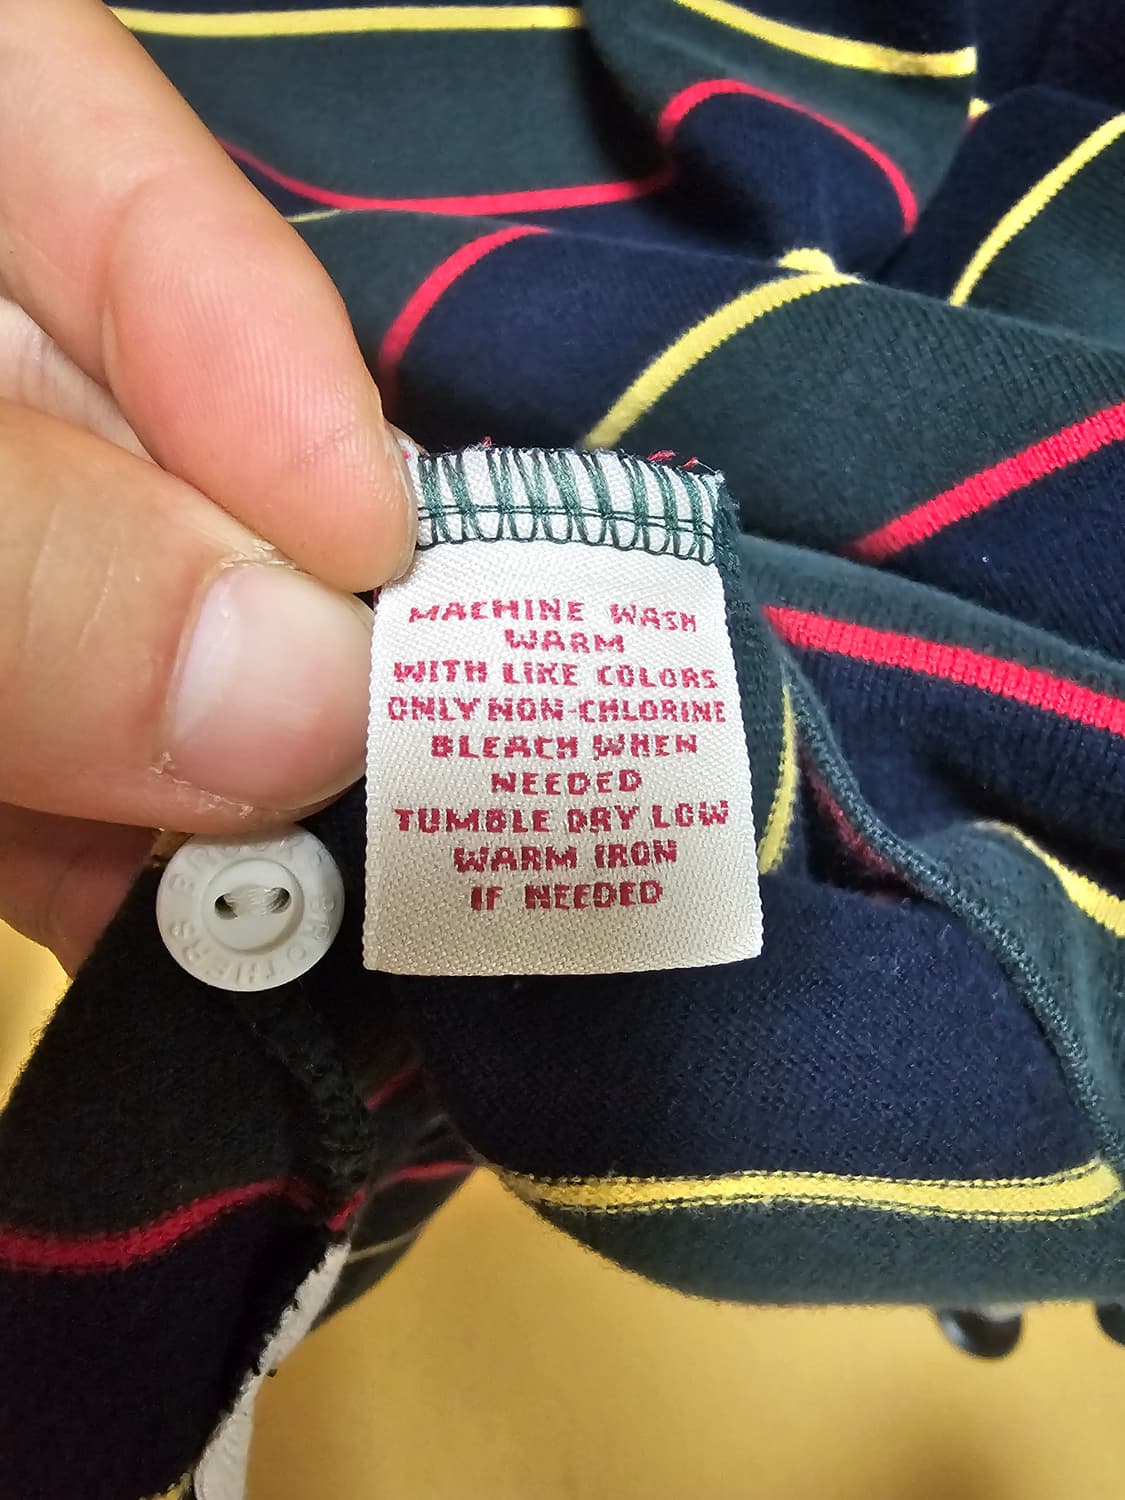 MACHINE WASH
WARM
WITH LIKE COLORS
ONLY NON-CHLORINE
BLEACH WHEN
NEEDED
TUMBLE DRY LOW
WARM IRON
IF NEEDED
BROTHERS